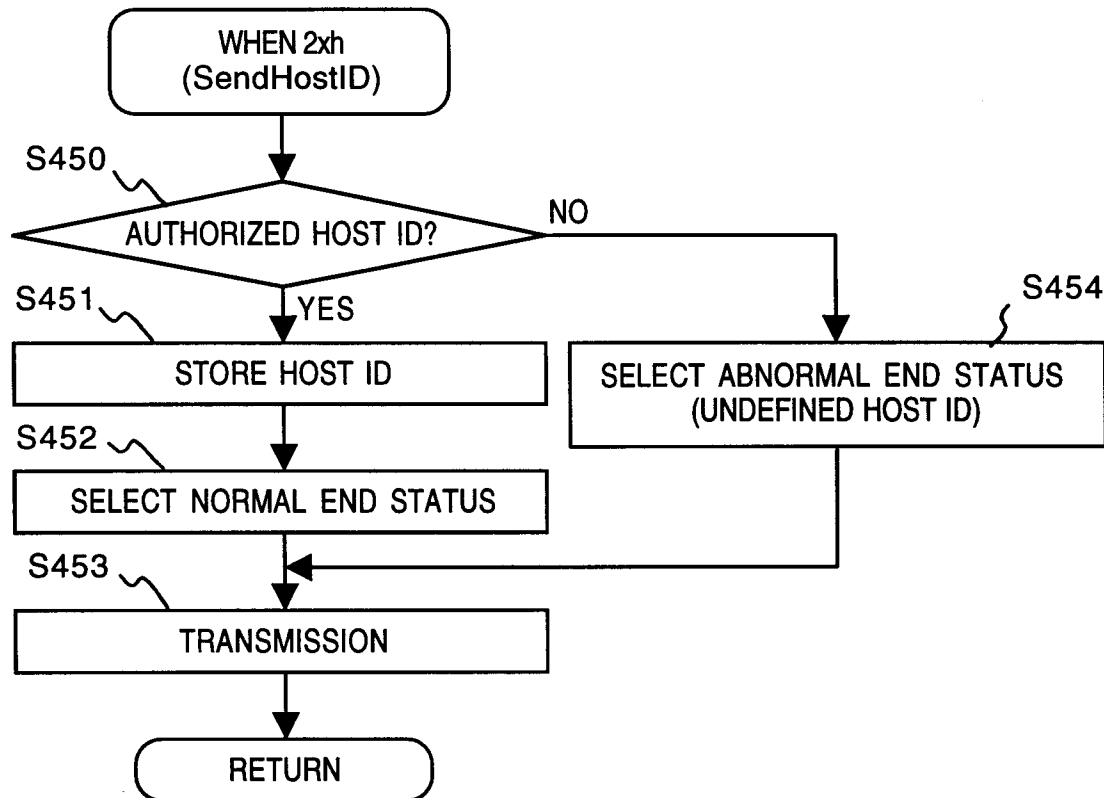 WHEN 2xh
(SendHostID)
S450
AUTHORIZED HOST ID?
NO
S451
YES
S454
STORE HOST ID
SELECT ABNORMAL END STATUS
(UNDEFINED HOST ID)
S452
SELECT NORMAL END STATUS
S453
TRANSMISSION
RETURN